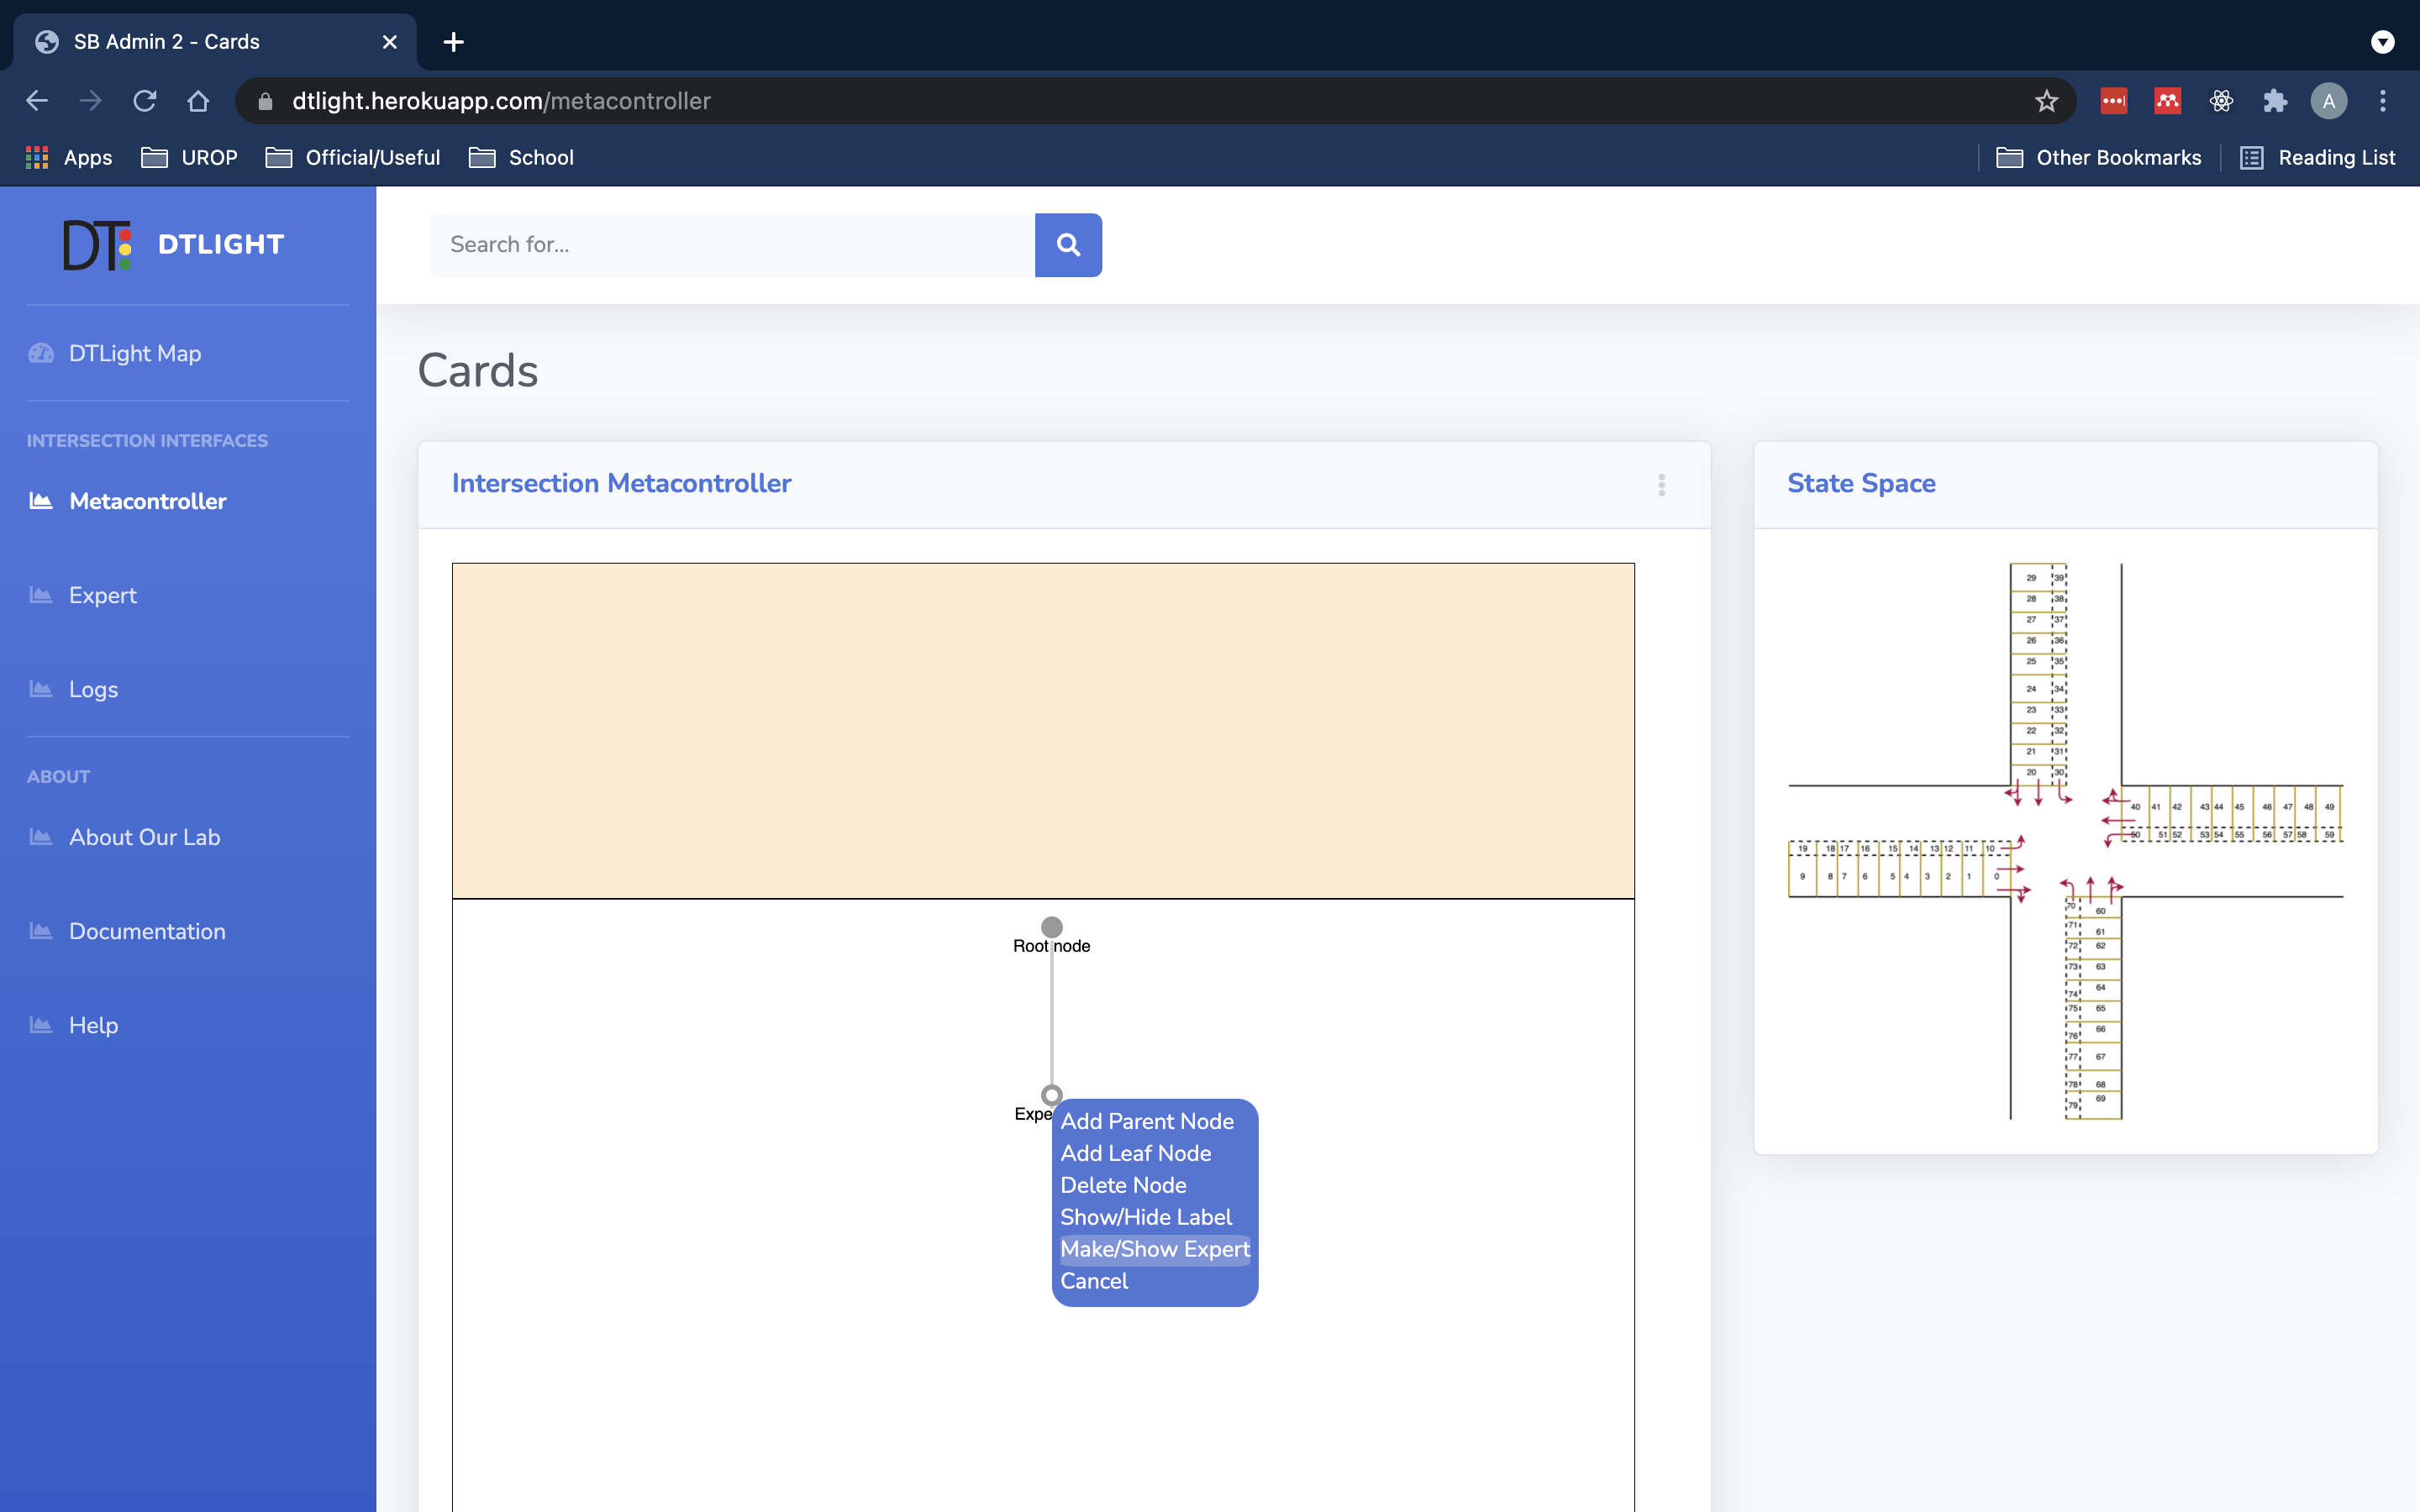 SB Admin 2 - Cards
dtlight.herokuapp.com/metacontroller
A
Apps
UROP
Official/Useful
School
Other Bookmarks
Reading List
DT
DTLIGHT
Search for...
DTLight Map
INTERSECTION INTERFACES
Metacontroller
Expert
Logs
ABOUT
About Our Lab
Documentation
Help
Cards
Intersection Metacontroller
Root node
Expe
Add Parent Node
Add Leaf Node
Delete Node
Show/Hide Label
Make/Show Expert
Cancel
State Space
29 39
28 38
27 37
26 36
25 35
24 34
23 33
22 32
21 31
20 30
40 41 42 43 44 45 46 47 48 49
50 51 52 53 54 55 56 57 58 59
19 18 17 16 15 14 13 12 11 10
9 8 7 6 5 4 3 2 1 0
70 60
71 61
72 62
73 63
74 64
75 65
76 66
77 67
78 68
79 69